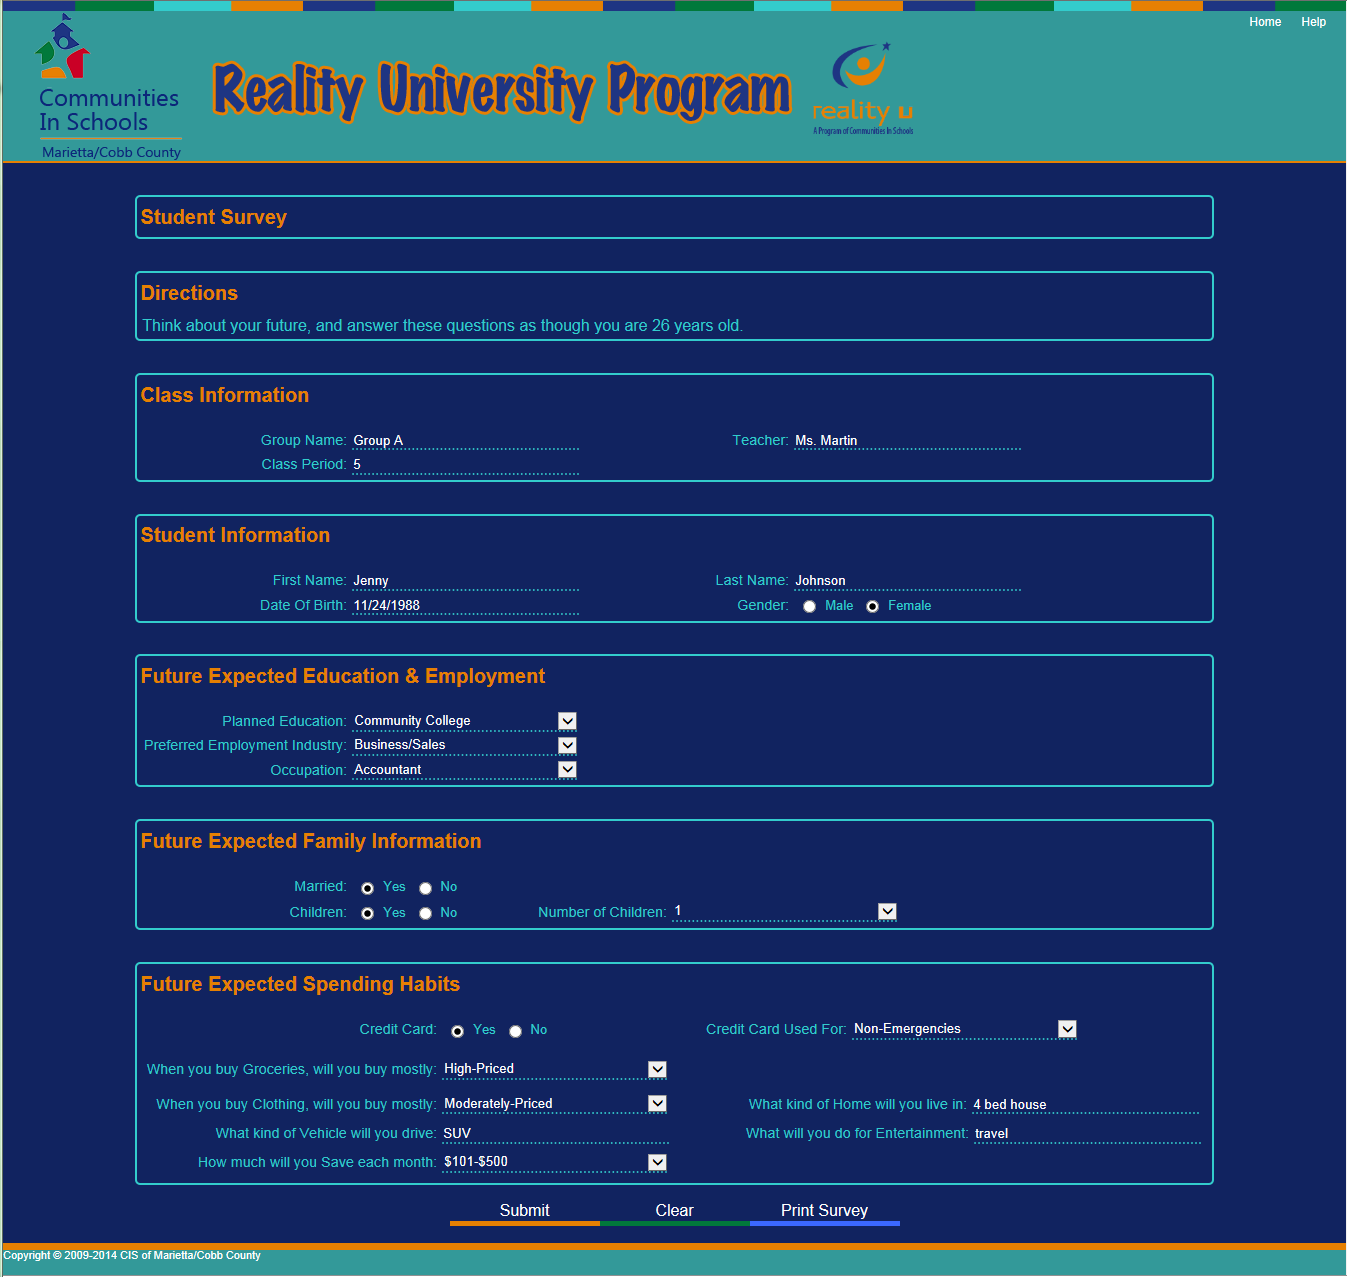 Home Help
Communities
In Schools
Marietta/Cobb County
Reality University Program
reality u
A Program of Communities In Schools
Student Survey
Directions
Think about your future, and answer these questions as though you are 26 years old.
Class Information
Group Name: Group A Teacher: Ms. Martin
Class Period: 5
Student Information
First Name: Jenny Last Name: Johnson
Date Of Birth: 11/24/1988 Gender: Male Female
Future Expected Education & Employment
Planned Education: Community College
Preferred Employment Industry: Business/Sales
Occupation: Accountant
Future Expected Family Information
Married: Yes No
Children: Yes No Number of Children: 1
Future Expected Spending Habits
Credit Card: Yes No Credit Card Used For: Non-Emergencies
When you buy Groceries, will you buy mostly: High-Priced
When you buy Clothing, will you buy mostly: Moderately-Priced What kind of Home will you live in: 4 bed house
What kind of Vehicle will you drive: SUV What will you do for Entertainment: travel
How much will you Save each month: $101-$500
Submit Clear Print Survey
Copyright © 2009-2014 CIS of Marietta/Cobb County